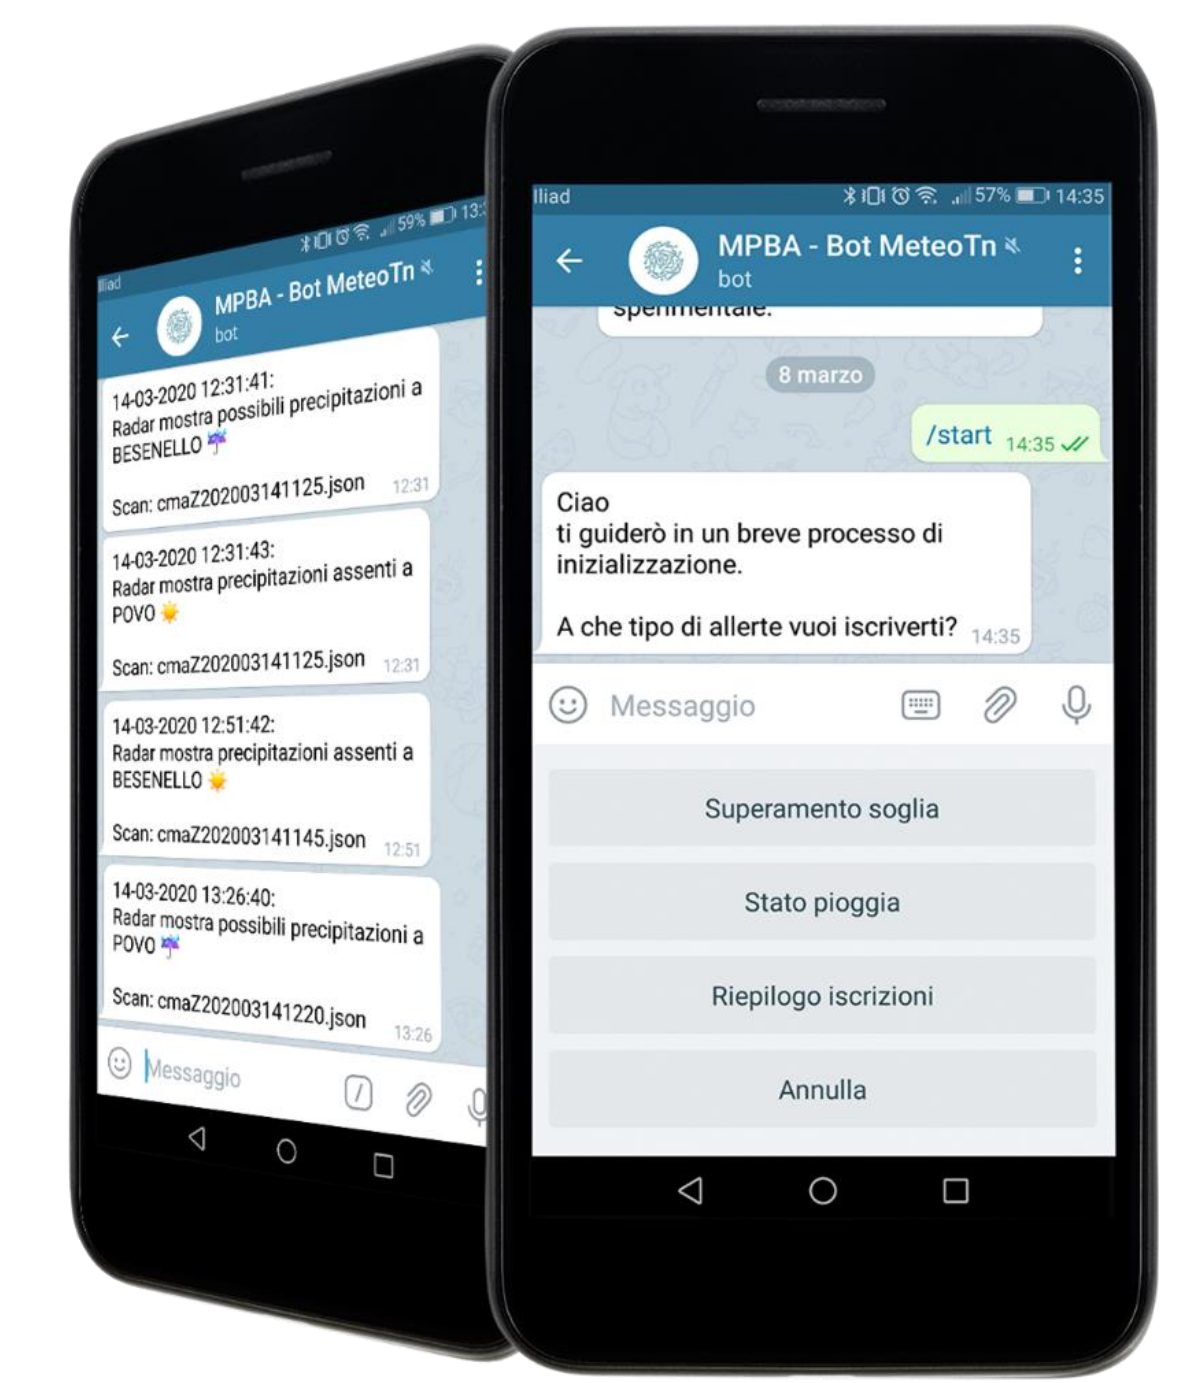 Iliad
59% 13:3
MPBA - Bot MeteoTn
bot
14-03-2020 12:31:41:
Radar mostra possibili precipitazioni a
BESENELLO ☔
Scan: cmaZ202003141125.json 12:31
14-03-2020 12:31:43:
Radar mostra precipitazioni assenti a
POVO ☀️
Scan: cmaZ202003141125.json 12:31
14-03-2020 12:51:42:
Radar mostra precipitazioni assenti a
BESENELLO ☀️
Scan: cmaZ202003141145.json 12:51
14-03-2020 13:26:40:
Radar mostra possibili precipitazioni a
POVO ☔
Scan: cmaZ202003141220.json 13:26
Messaggio
Iliad 57% 14:35
MPBA - Bot MeteoTn
bot
sperimentale.
8 marzo
/start 14:35
Ciao
ti guiderò in un breve processo di
inizializzazione.
A che tipo di allerte vuoi iscriverti? 14:35
Messaggio
Superamento soglia
Stato pioggia
Riepilogo iscrizioni
Annulla